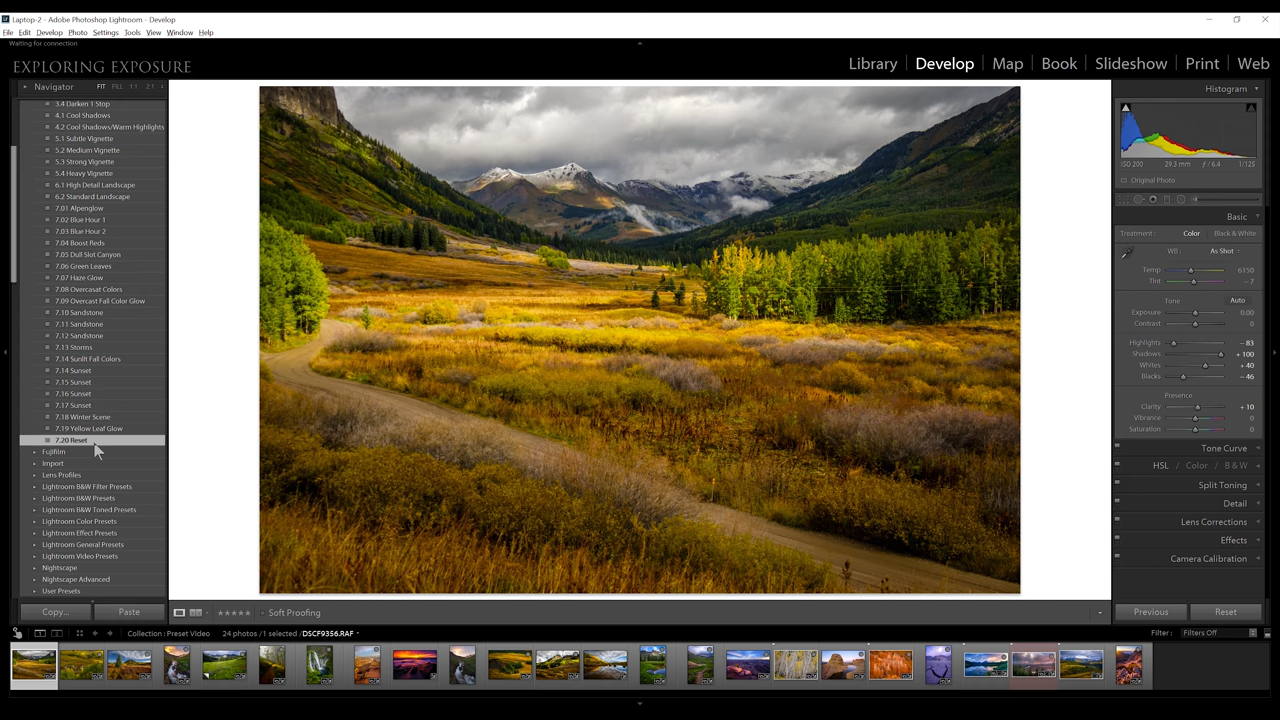 Laptop-2 - Adobe Photoshop Lightroom - Develop
File Edit Develop Photo Settings Tools View Window Help
Waiting for connection
EXPLORING EXPOSURE
Library | Develop | Map | Book | Slideshow | Print | Web
Navigator FIT FILL 1:1 2:1
3.4 Darken 1 Stop
4.1 Cool Shadows
4.2 Cool Shadows/Warm HIghlights
5.1 Subtle Vignette
5.2 Medium Vignette
5.3 Strong Vignette
5.4 Heavy Vignette
6.1 High Detail Landscape
6.2 Standard Landscape
7.01 Alpenglow
7.02 Blue Hour 1
7.03 Blue Hour 2
7.04 Boost Reds
7.05 Dull Slot Canyon
7.06 Green Leaves
7.07 Haze Glow
7.08 Overcasat Colors
7.09 Overcast Fall Color Glow
7.10 Sandstone
7.11 Sandstone
7.12 Sandstone
7.13 Storms
7.14 Sunlit Fall Colors
7.14 Sunset
7.15 Sunset
7.16 Sunset
7.17 Sunset
7.18 Winter Scene
7.19 Yellow Leaf Glow
7.20 Reset
Fujifilm
Import
Lens Profiles
Lightroom B&W Filter Presets
Lightroom B&W Presets
Lightroom B&W Toned Presets
Lightroom Color Presets
Lightroom Effect Presets
Lightroom General Presets
Lightroom Video Presets
Nightscape
Nightscape Advanced
User Presets
Copy... Paste
Soft Proofing
Histogram
ISO 200 29.3 mm ƒ / 6.4 1/125
Original Photo
Basic
Treatment: Color Black & White
WB: As Shot
Temp 6150
Tint - 7
Tone Auto
Exposure 0.00
Contrast 0
Highlights - 83
Shadows + 100
Whites + 40
Blacks - 46
Presence
Clarity + 10
Vibrance 0
Saturation 0
Tone Curve
HSL / Color / B & W
Split Toning
Detail
Lens Corrections
Effects
Camera Calibration
Previous Reset
1 2 Collection : Preset Video 24 photos / 1 selected / DSCF9356.RAF Filter : Filters Off